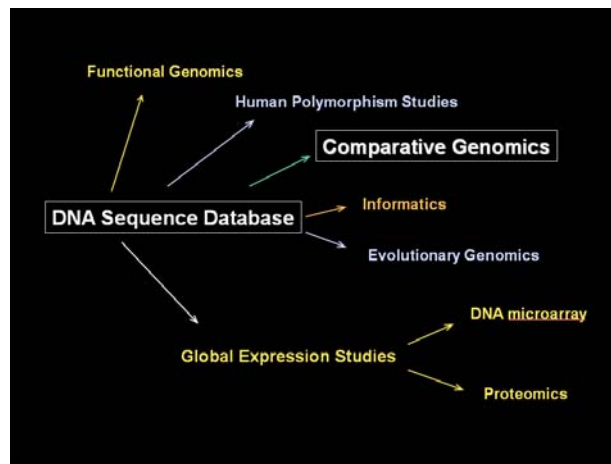 Functional Genomics
Human Polymorphism Studies
Comparative Genomics
Informatics
DNA Sequence Database
Evolutionary Genomics
DNA microarray
Global Expression Studies
Proteomics